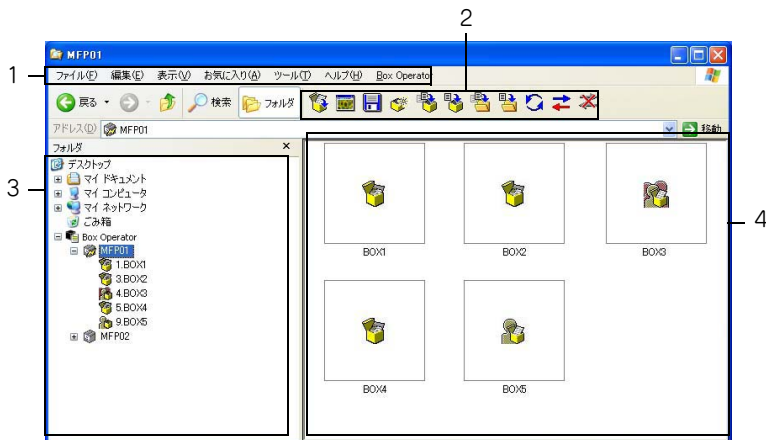 2
MFP01
1
ファイル(F) 編集(E) 表示(V) お気に入り(A) ツール(T) ヘルプ(H) Box Operator
戻る 検索 フォルダ
アドレス(D) MFP01 移動
フォルダ ×
3
デスクトップ
マイ ドキュメント
マイ コンピュータ
マイ ネットワーク
ごみ箱
Box Operator
MFP01
1.BOX1
3.BOX2
4.BOX3
5.BOX4
9.BOX5
MFP02
BOX1 BOX2 BOX3
4
BOX4 BOX5